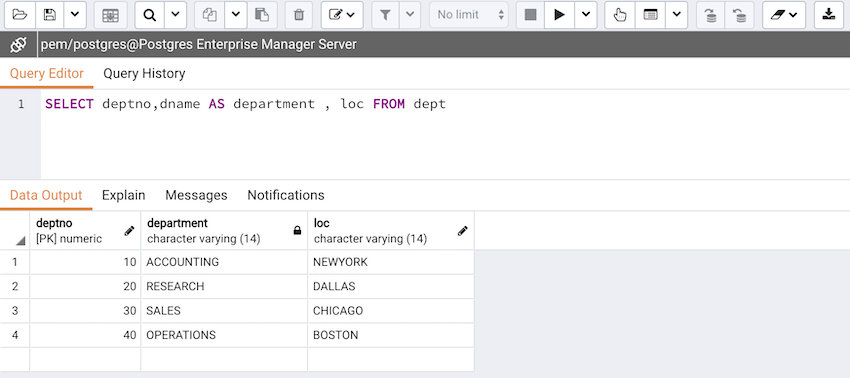 No limit
pem/postgres@Postgres Enterprise Manager Server
Query Editor Query History
1 SELECT deptno,dname AS department , loc FROM dept
Data Output Explain Messages Notifications
deptno department loc
[PK] numeric character varying (14) character varying (14)
1 10 ACCOUNTING NEWYORK
2 20 RESEARCH DALLAS
3 30 SALES CHICAGO
4 40 OPERATIONS BOSTON